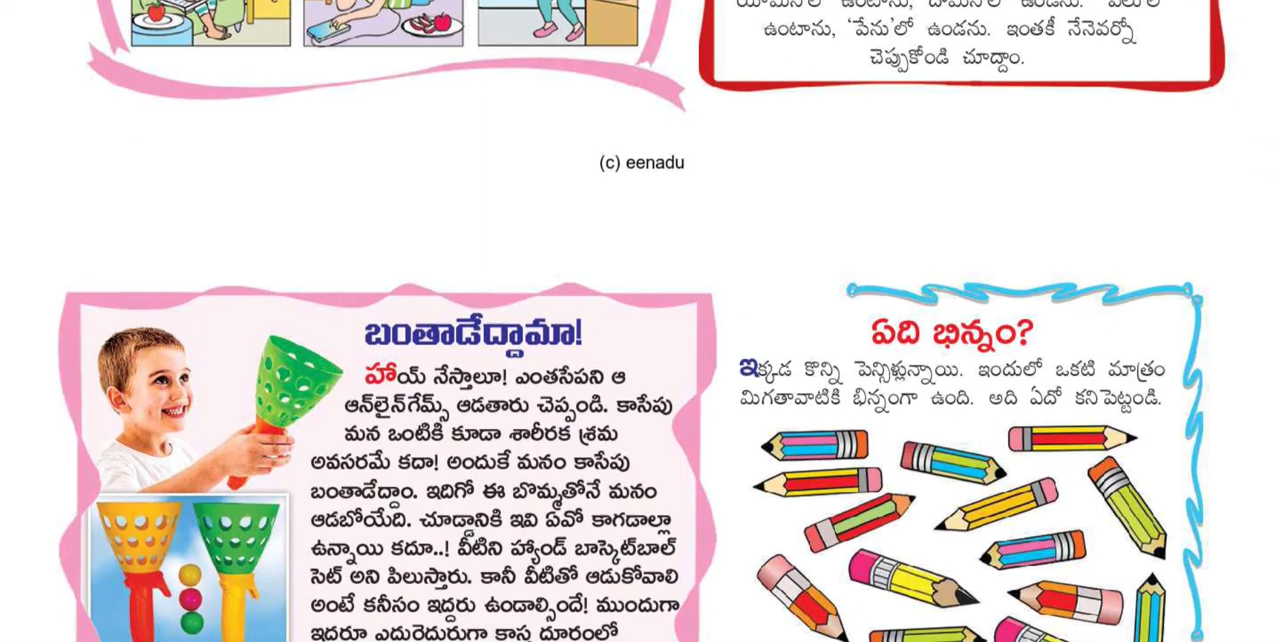 ఉంటాను, ‘పేను’లో ఉండను. ఇంతకీ నేనెవర్నో
చెప్పుకోండి చూద్దాం.
(c) eenadu
బంతాడేద్దామా!
హాయ్ నేస్తాలూ! ఎంతసేపని ఆ
ఆన్‌లైన్‌గేమ్స్ ఆడతారు చెప్పండి. కాసేపు
మన ఒంటికి కూడా శారీరక శ్రమ
అవసరమే కదా! అందుకే మనం కాసేపు
బంతాడేద్దాం. ఇదిగో ఈ బొమ్మతోనే మనం
ఆడబోయేది. చూడ్డానికి ఇవి ఏవో కాగడాల్లా
ఉన్నాయి కదూ..! వీటిని హ్యాండ్ బాస్కెట్‌బాల్
సెట్ అని పిలుస్తారు. కానీ వీటితో ఆడుకోవాలి
అంటే కనీసం ఇద్దరు ఉండాల్సిందే! ముందుగా
ఇద్దరూ ఎదురెదురుగా కాస్త దూరంలో
ఏది భిన్నం?
ఇక్కడ కొన్ని పెన్సిళ్లున్నాయి. ఇందులో ఒకటి మాత్రం
మిగతావాటికి భిన్నంగా ఉంది. అది ఏదో కనిపెట్టండి.